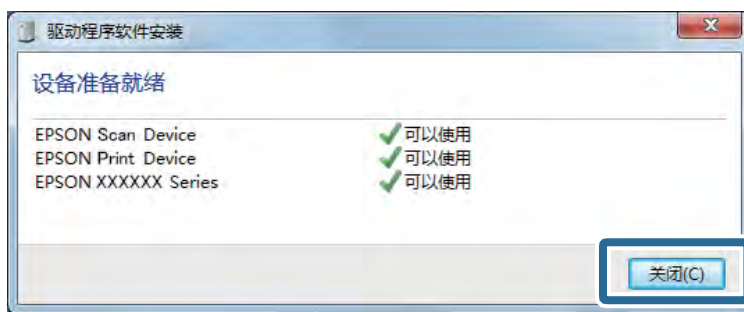 驱动程序软件安装
设备准备就绪
EPSON Scan Device 可以使用
EPSON Print Device 可以使用
EPSON XXXXXX Series 可以使用
关闭(C)